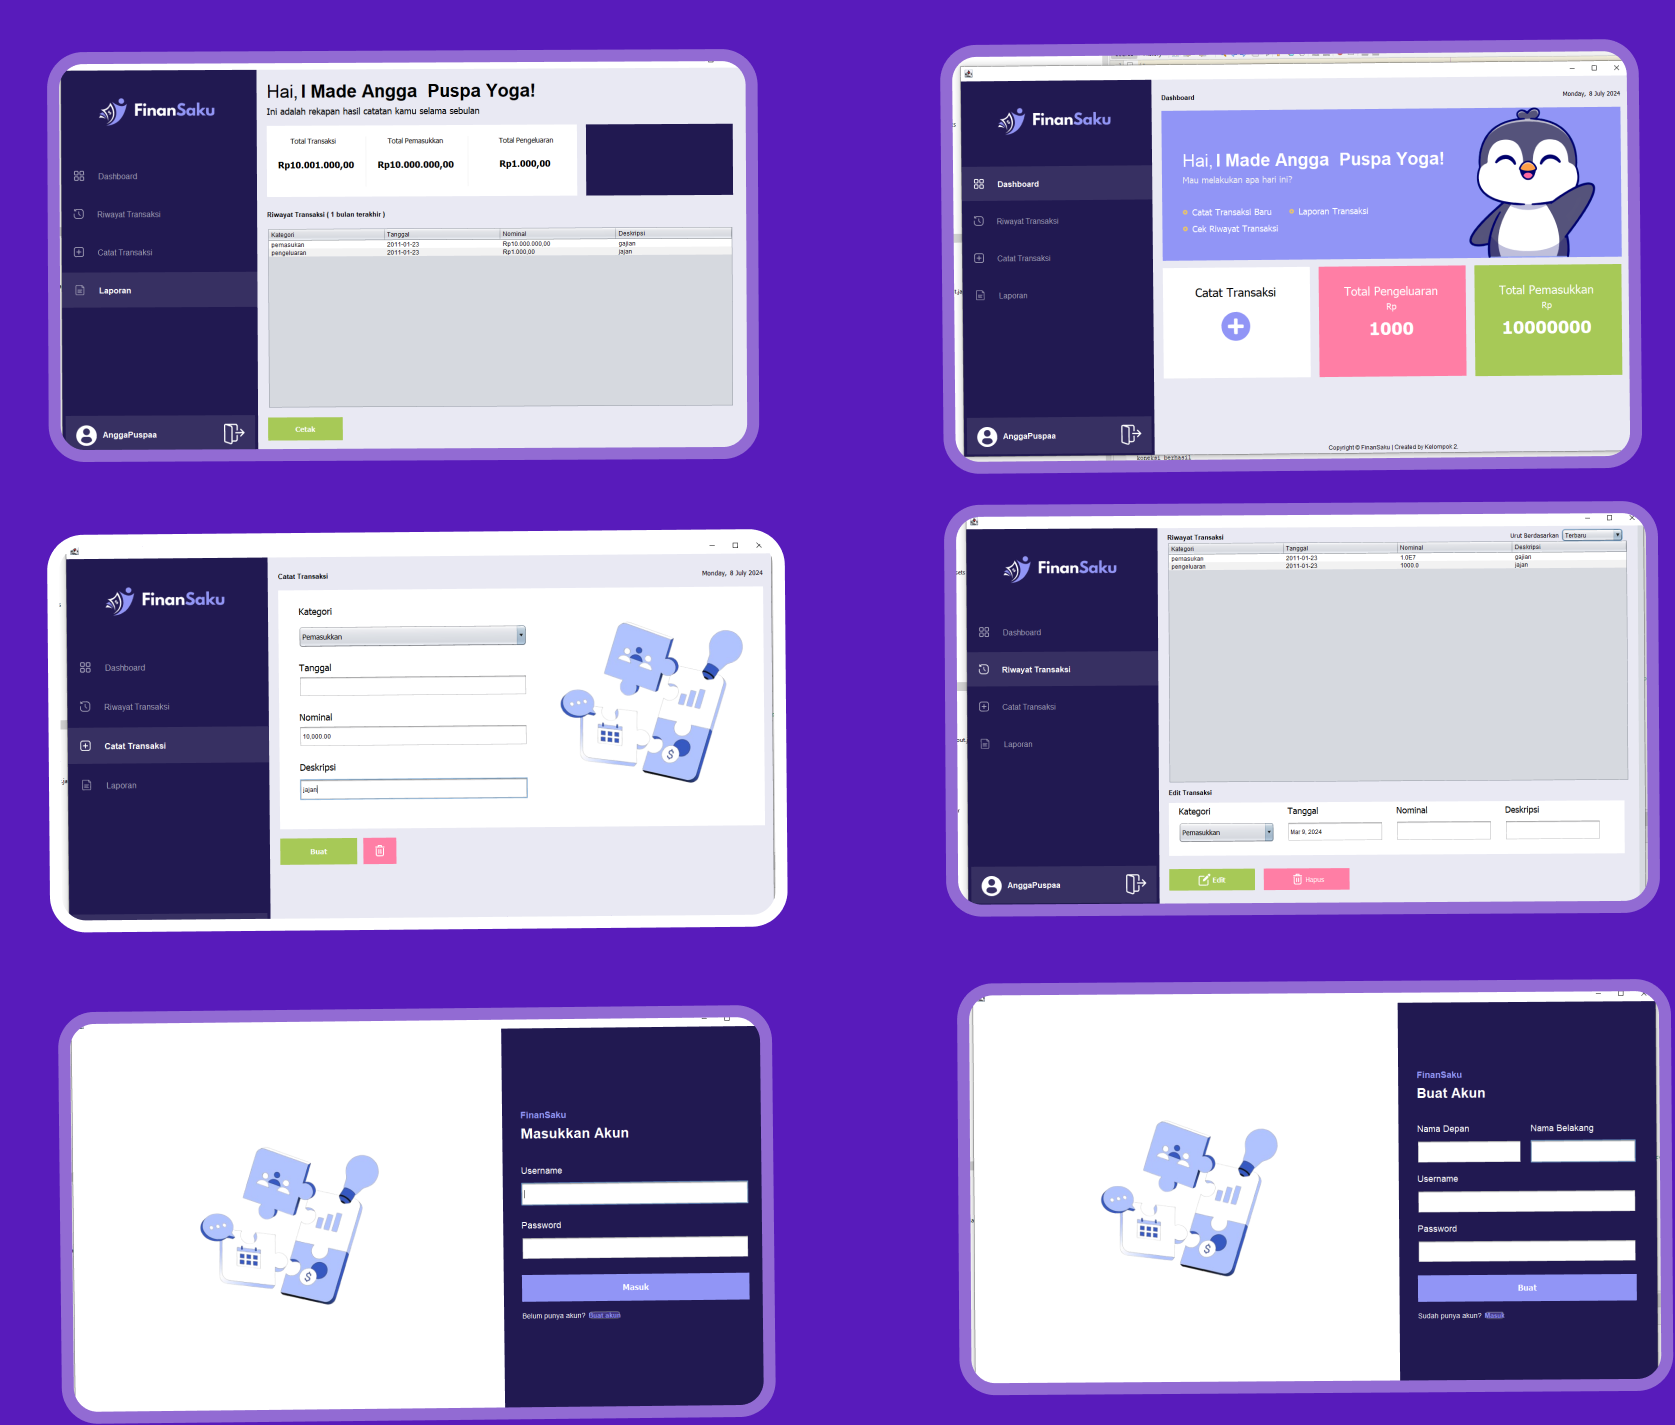 FinanSaku
Dashboard
Riwayat Transaksi
Catat Transaksi
Laporan
AnggaPuspaa
Hai, I Made Angga Puspa Yoga!
Ini adalah rekapan hasil catatan kamu selama sebulan
Total Transaksi Total Pemasukkan Total Pengeluaran
Rp10.001.000,00 Rp10.000.000,00 Rp1.000,00
Riwayat Transaksi ( 1 bulan terakhir )
Kategori Tanggal Nominal Deskripsi
pemasukan 2011-01-23 Rp10.000.000,00 gajian
pengeluaran 2011-01-23 Rp1.000,00 jajan
Cetak
FinanSaku
Dashboard
Riwayat Transaksi
Catat Transaksi
Laporan
AnggaPuspaa
Dashboard
Monday, 8 July 2024
Hai, I Made Angga Puspa Yoga!
Mau melakukan apa hari ini?
Catat Transaksi Baru Laporan Transaksi
Cek Riwayat Transaksi
Catat Transaksi
Total Pengeluaran
Rp
1000
Total Pemasukkan
Rp
10000000
Copyright © FinanSaku | Created by Kelompok 2.
koneksi berhasil
FinanSaku
Dashboard
Riwayat Transaksi
Catat Transaksi
Laporan
Catat Transaksi
Monday, 8 July 2024
Kategori
Pemasukkan
Tanggal
Nominal
10,000.00
Deskripsi
jajan
Buat
FinanSaku
Dashboard
Riwayat Transaksi
Catat Transaksi
Laporan
AnggaPuspaa
Riwayat Transaksi
Urut Berdasarkan Terbaru
Kategori Tanggal Nominal Deskripsi
pemasukan 2011-01-23 1.0E7 gajian
pengeluaran 2011-01-23 1000.0 jajan
Edit Transaksi
Kategori Tanggal Nominal Deskripsi
Pemasukkan Mar 9, 2024
Edit Hapus
FinanSaku
Masukkan Akun
Username
Password
Masuk
Belum punya akun? Buat akun
FinanSaku
Buat Akun
Nama Depan Nama Belakang
Username
Password
Buat
Sudah punya akun? Masuk